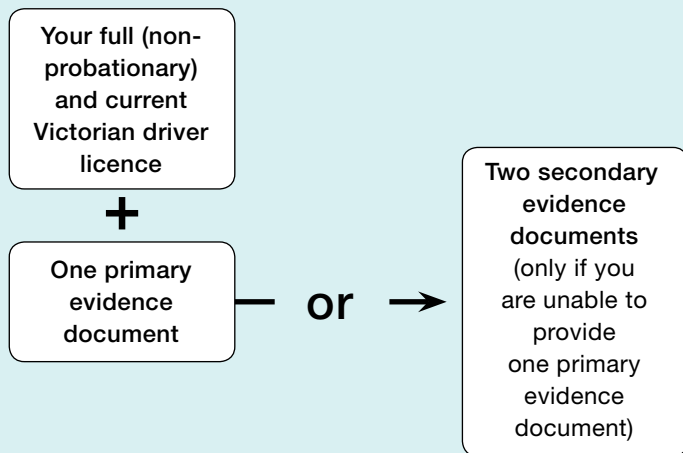 Your full (non-
probationary)
and current
Victorian driver
licence
+
One primary
evidence
document
or
Two secondary
evidence
documents
(only if you
are unable to
provide
one primary
evidence
document)